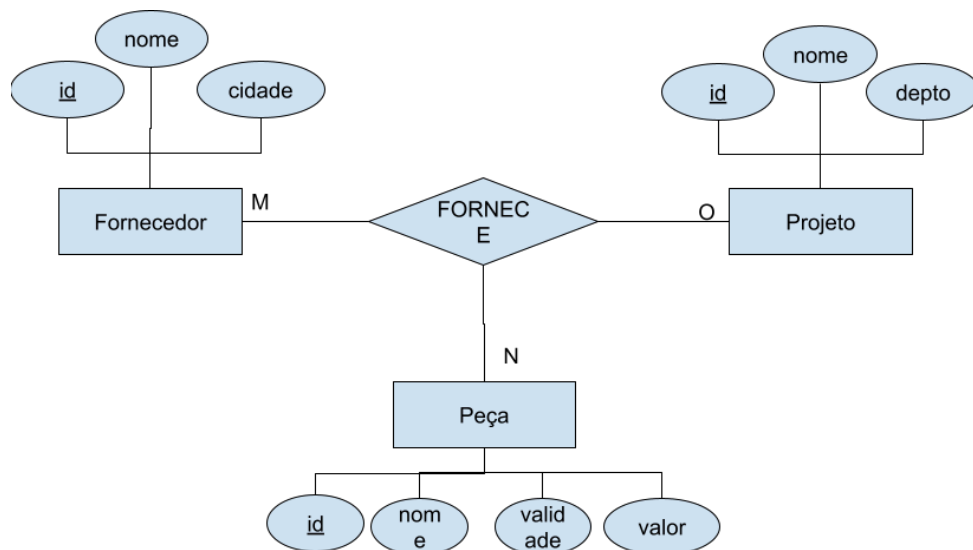 nome
id
cidade
nome
id
depto
Fornecedor
M
FORNEC
E
O
Projeto
N
Peça
id
nom
e
valid
ade
valor